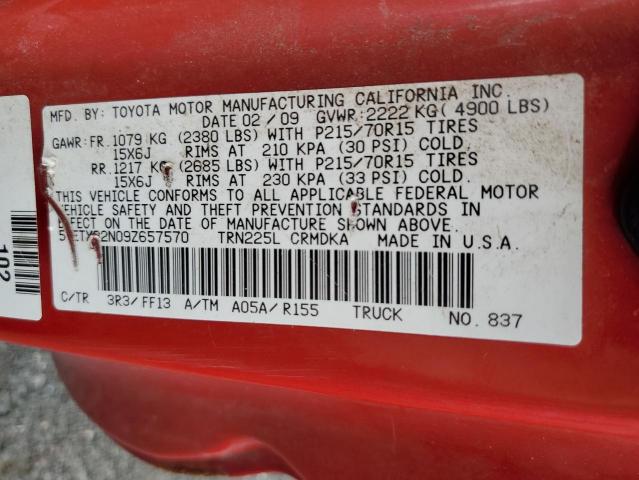 MFD. BY: TOYOTA MOTOR MANUFACTURING CALIFORNIA INC.
DATE 02 / 09 GVWR: 2222 KG( 4900 LBS)
GAWR: FR. 1079 KG (2380 LBS) WITH P215/70R15 TIRES
15X6J RIMS AT 210 KPA (30 PSI) COLD.
RR. 1217 KG (2685 LBS) WITH P215/70R15 TIRES
15X6J RIMS AT 230 KPA (33 PSI) COLD.
THIS VEHICLE CONFORMS TO ALL APPLICABLE FEDERAL MOTOR
VEHICLE SAFETY AND THEFT PREVENTION STANDARDS IN
EFFECT ON THE DATE OF MANUFACTURE SHOWN ABOVE.
TRN225L CRMDKA MADE IN U.S.A.
C/TR 3R3/FF13 A/TM A05A/R155 TRUCK NO. 837
102